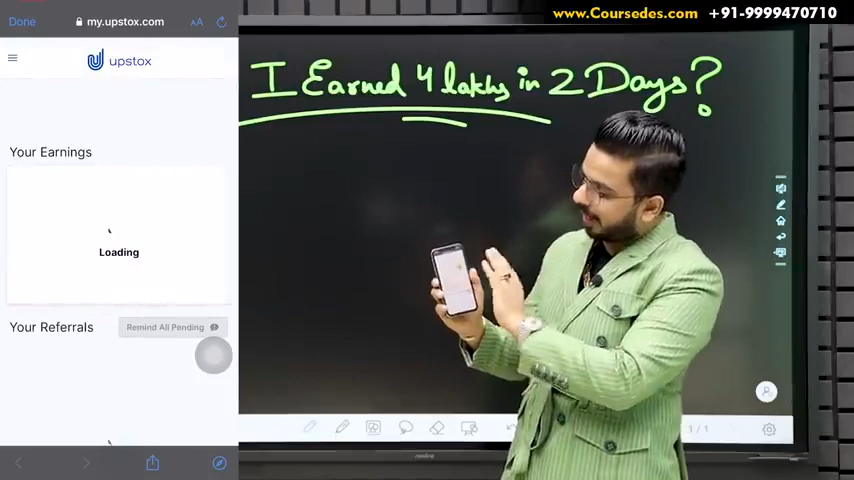 www.Coursedes.com +91-9999470710
Done my.upstox.com AA
upstox
I Earned 4 lakhs in 2 Days?
Your Earnings
Loading
Your Referrals Remind All Pending
1 / 1